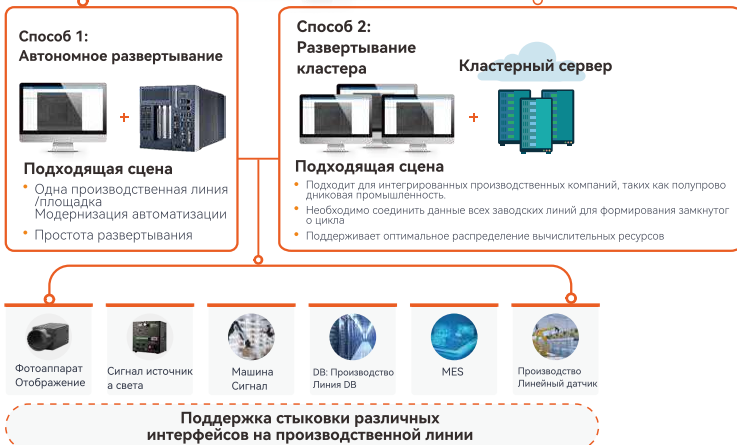 Способ 1:
Автономное развертывание
Подходящая сцена
Одна производственная линия
/площадка
Модернизация автоматизации
Простота развертывания
Способ 2:
Развертывание
кластера
Кластерный сервер
Подходящая сцена
Подходит для интегрированных производственных компаний, таких как полупрово
дниковая промышленность.
Необходимо соединить данные всех заводских линий для формирования замкнутог
о цикла
Поддерживает оптимальное распределение вычислительных ресурсов
Фотоаппарат
Отображение
Сигнал источник
а света
Машина
Сигнал
DB: Производство
Линия DB
MES
Производство
Линейный датчик
Поддержка стыковки различных
интерфейсов на производственной линии